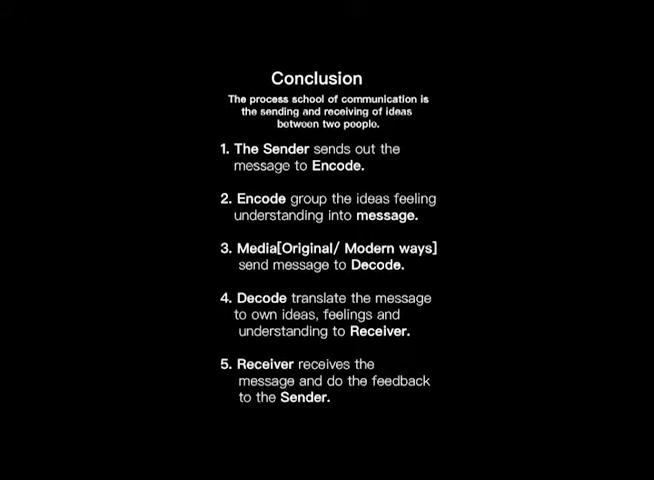 Conclusion
The process school of communication is
the sending and receiving of ideas
between two people.
1. The Sender sends out the
message to Encode.
2. Encode group the ideas feeling
understanding into message.
3. Media[Original/ Modern ways]
send message to Decode.
4. Decode translate the message
to own ideas, feelings and
understanding to Receiver.
5. Receiver receives the
message and do the feedback
to the Sender.